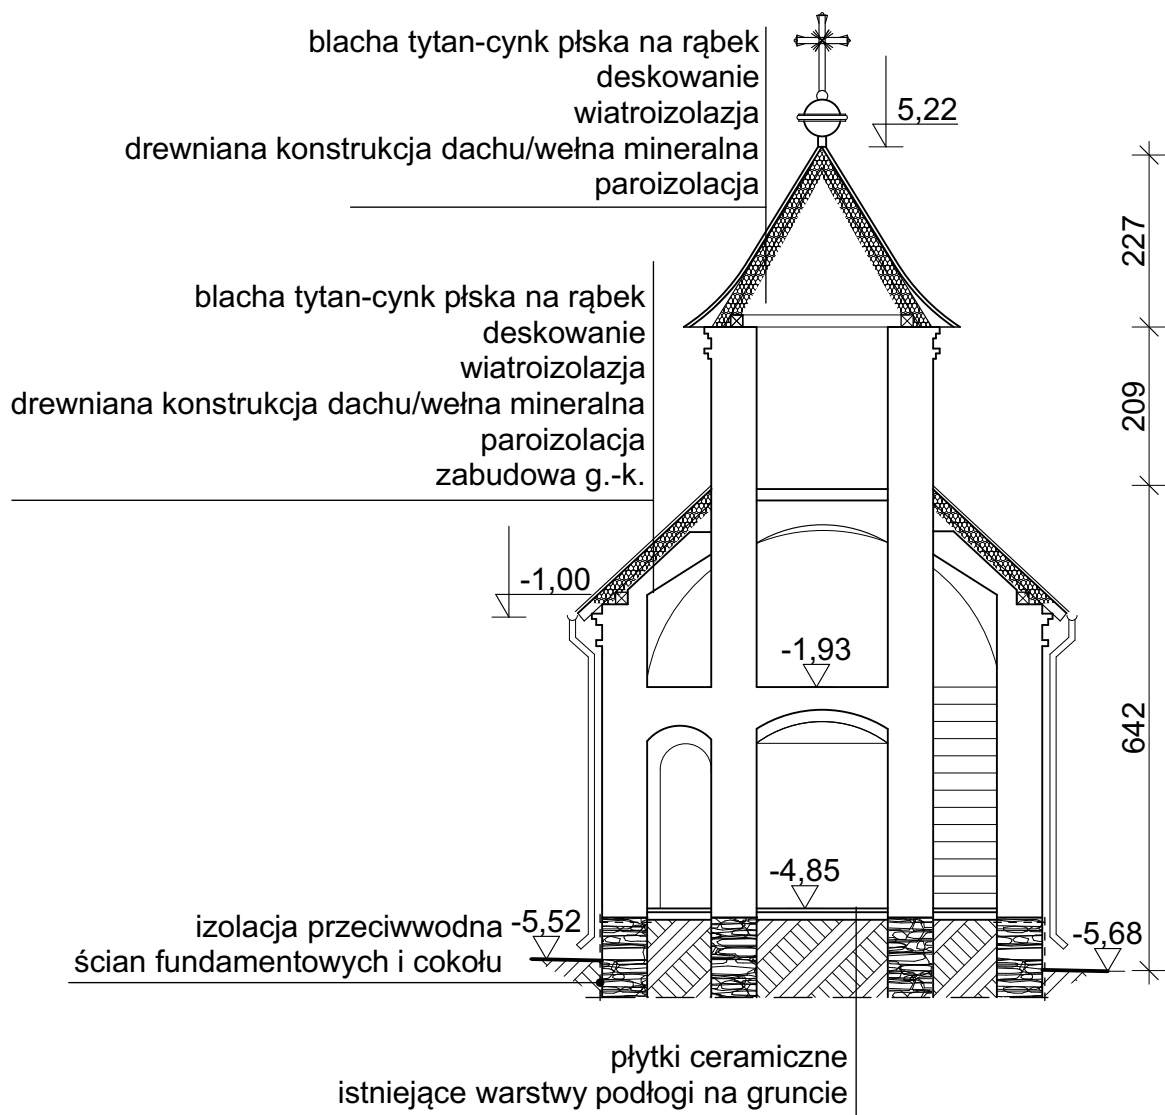 blacha tytan-cynk płska na rąbek
deskowanie
wiatroizolazja
drewniana konstrukcja dachu/wełna mineralna
paroizolacja
5,22
227
blacha tytan-cynk płska na rąbek
deskowanie
wiatroizolazja
drewniana konstrukcja dachu/wełna mineralna
paroizolacja
zabudowa g.-k.
209
-1,00
-1,93
642
-4,85
izolacja przeciwwodna
ścian fundamentowych i cokołu
-5,52
-5,68
płytki ceramiczne
istniejące warstwy podłogi na gruncie